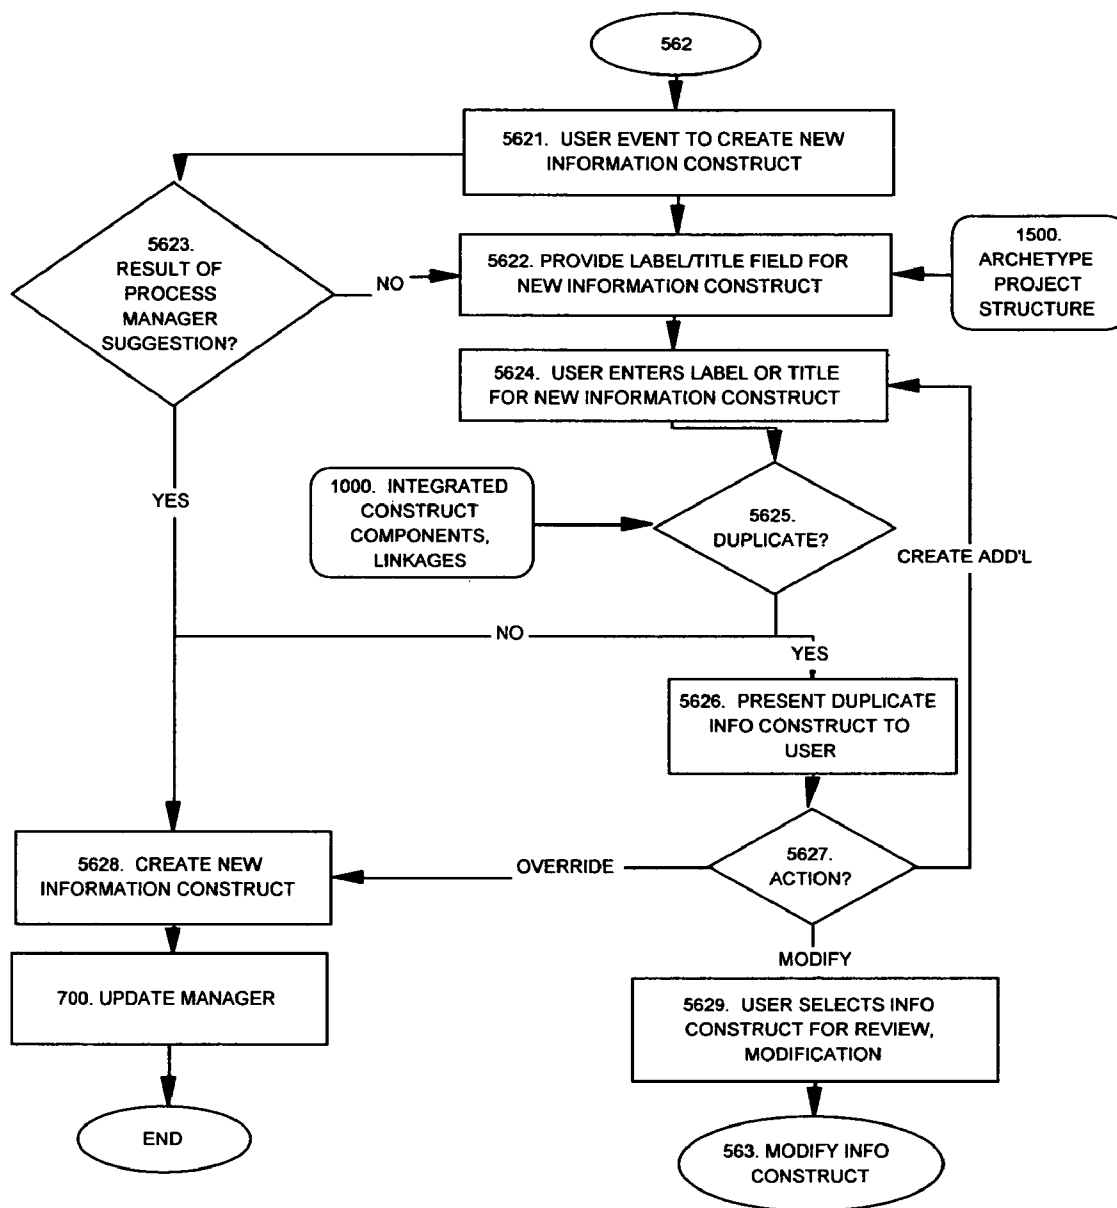 562
5621. USER EVENT TO CREATE NEW
INFORMATION CONSTRUCT
5623.
RESULT OF
PROCESS
MANAGER
SUGGESTION?
NO
5622. PROVIDE LABEL/TITLE FIELD FOR
NEW INFORMATION CONSTRUCT
1500.
ARCHETYPE
PROJECT
STRUCTURE
5624. USER ENTERS LABEL OR TITLE
FOR NEW INFORMATION CONSTRUCT
YES
1000. INTEGRATED
CONSTRUCT
COMPONENTS,
LINKAGES
5625.
DUPLICATE?
CREATE ADD'L
NO
YES
5626. PRESENT DUPLICATE
INFO CONSTRUCT TO
USER
5628. CREATE NEW
INFORMATION CONSTRUCT
OVERRIDE
5627.
ACTION?
MODIFY
700. UPDATE MANAGER
5629. USER SELECTS INFO
CONSTRUCT FOR REVIEW,
MODIFICATION
END
563. MODIFY INFO
CONSTRUCT